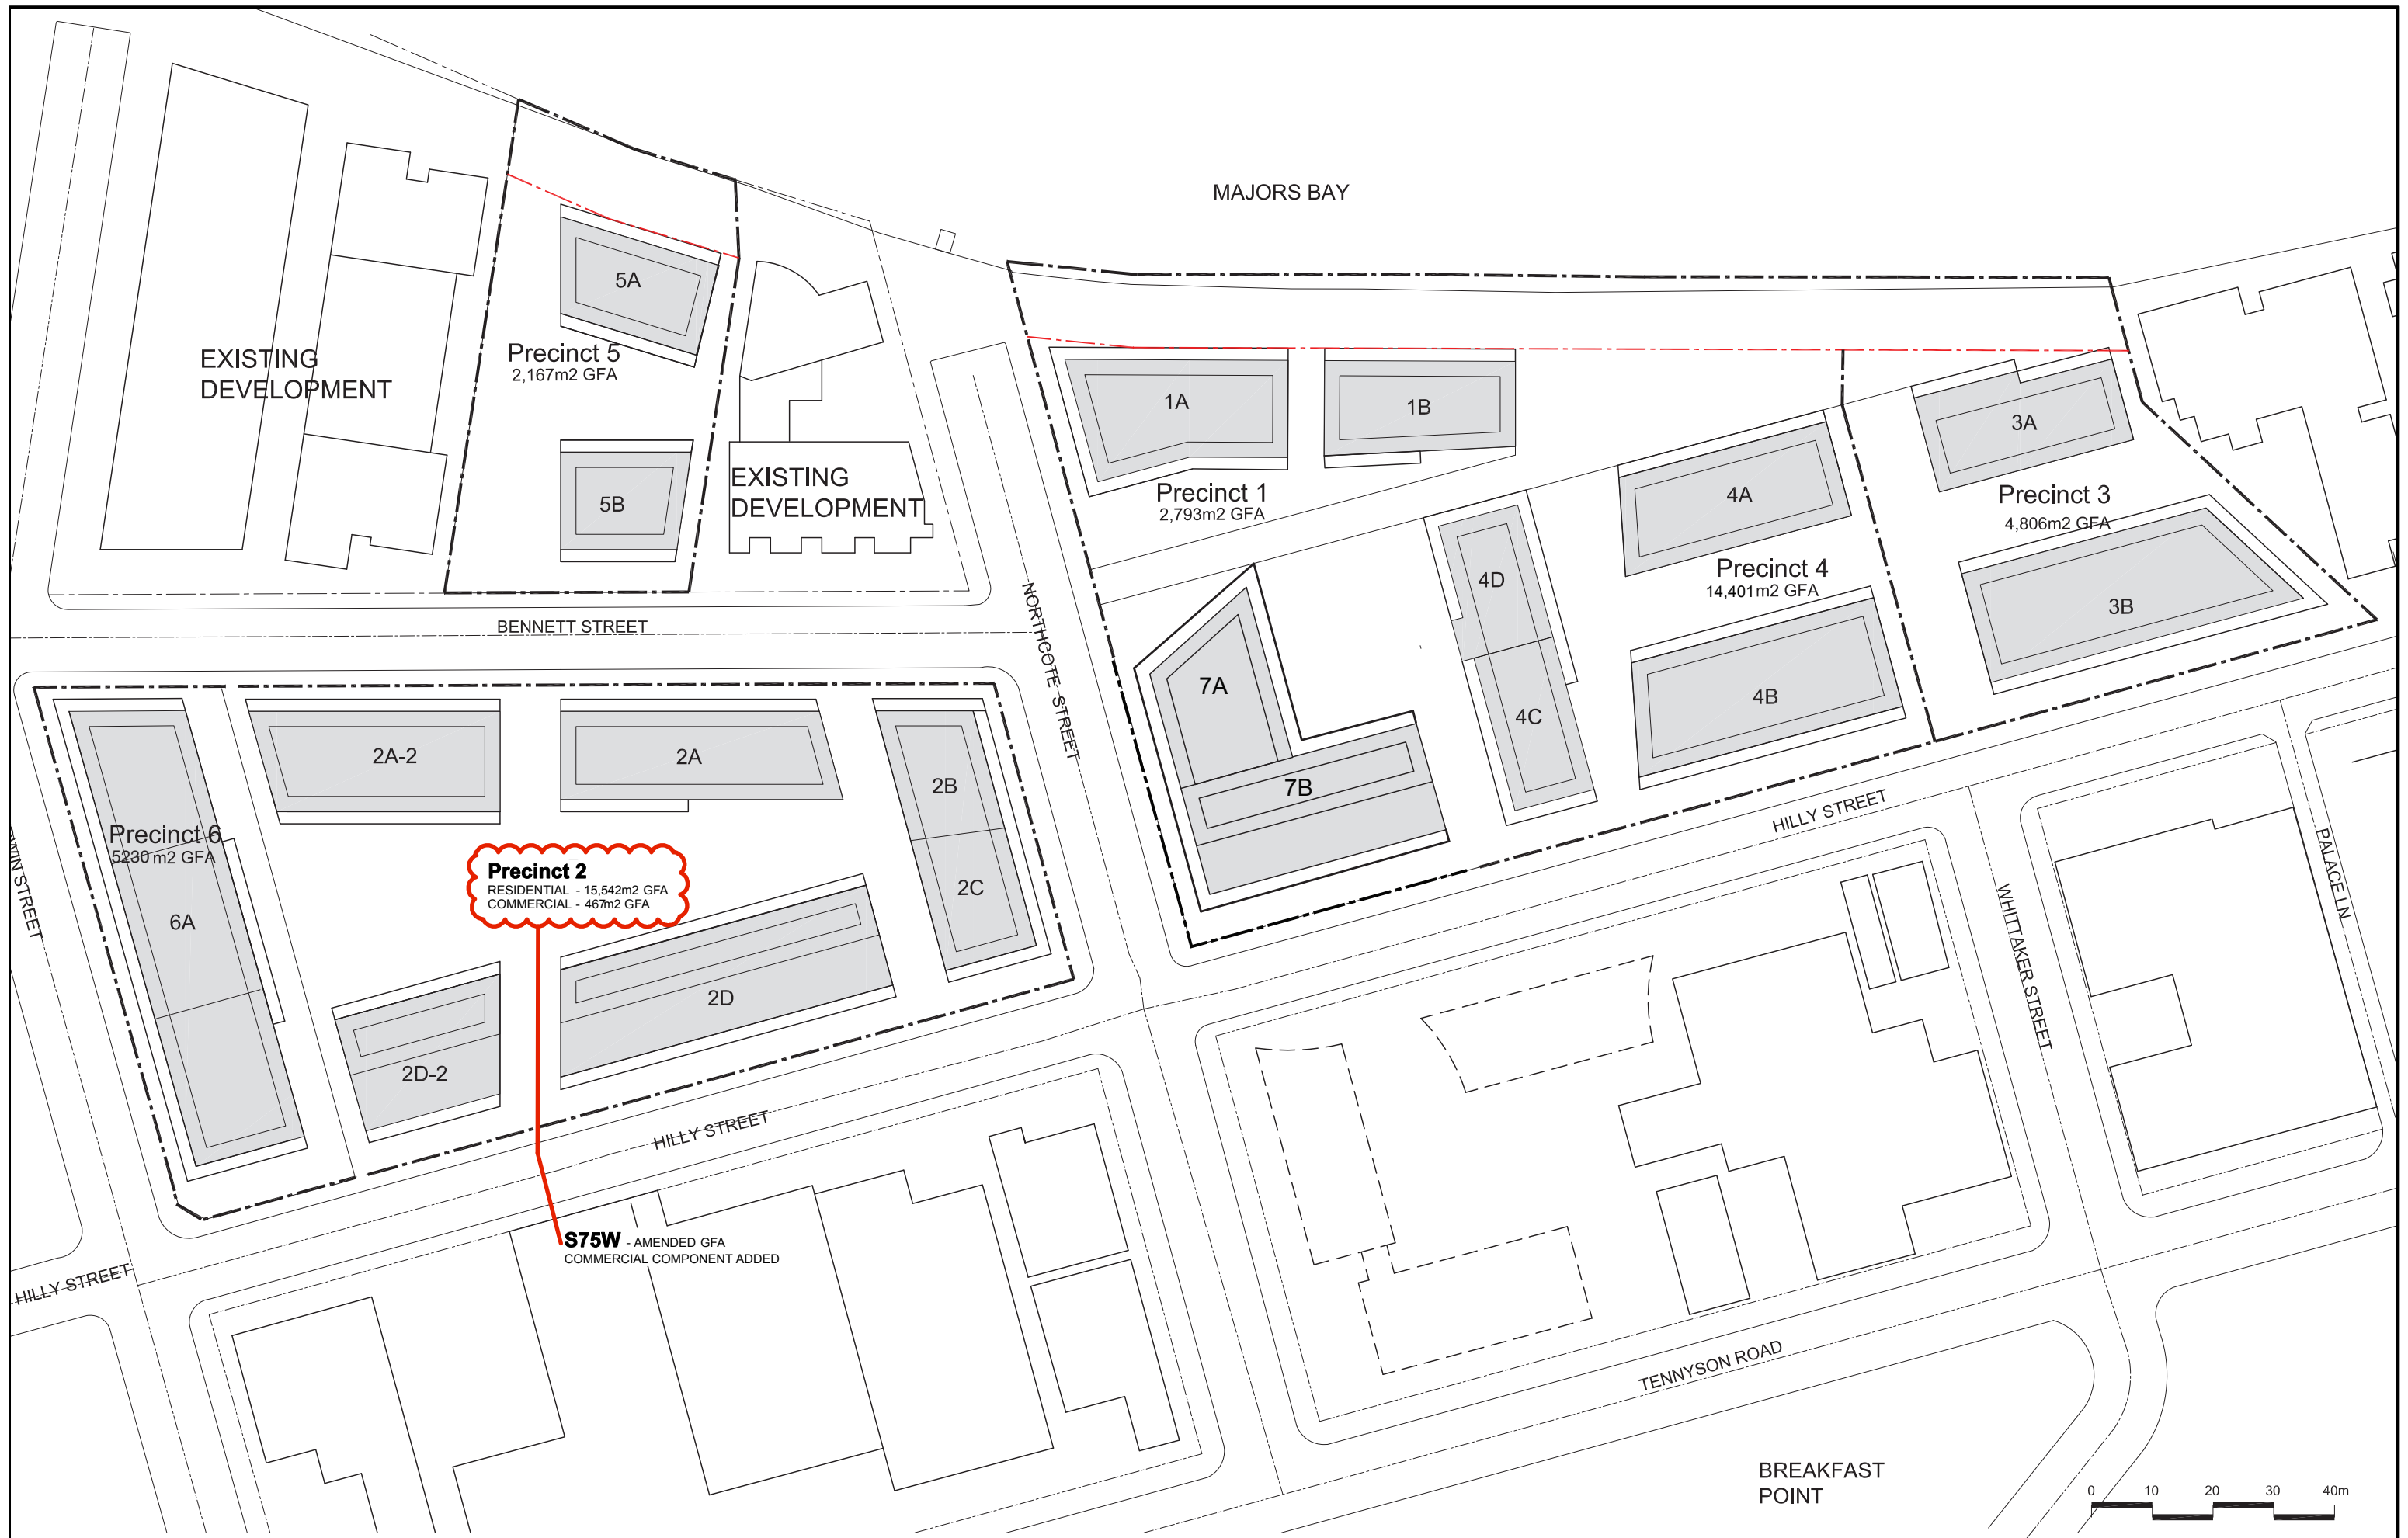 MAJORS BAY
5A
EXISTING
DEVELOPMENT
Precinct 5
2,167m2 GFA
1A
1B
3A
EXISTING
DEVELOPMENT
5B
Precinct 1
2,793m2 GFA
4A
Precinct 3
4,806m2 GFA
4D
Precinct 4
14,401m2 GFA
3B
BENNETT STREET
NORTHCOTE STREET
7A
4B
4C
2A-2
2A
2B
7B
HILLY STREET
Precinct 6
5230 m2 GFA
PALACE LN
Precinct 2
RESIDENTIAL - 15,542m2 GFA
COMMERCIAL - 467m2 GFA
2C
6A
WHITTAKER STREET
2D
2D-2
HILLY STREET
S75W - AMENDED GFA
COMMERCIAL COMPONENT ADDED
HILLY STREET
TENNYSON ROAD
BREAKFAST
POINT
0 10 20 30 40m
STREET